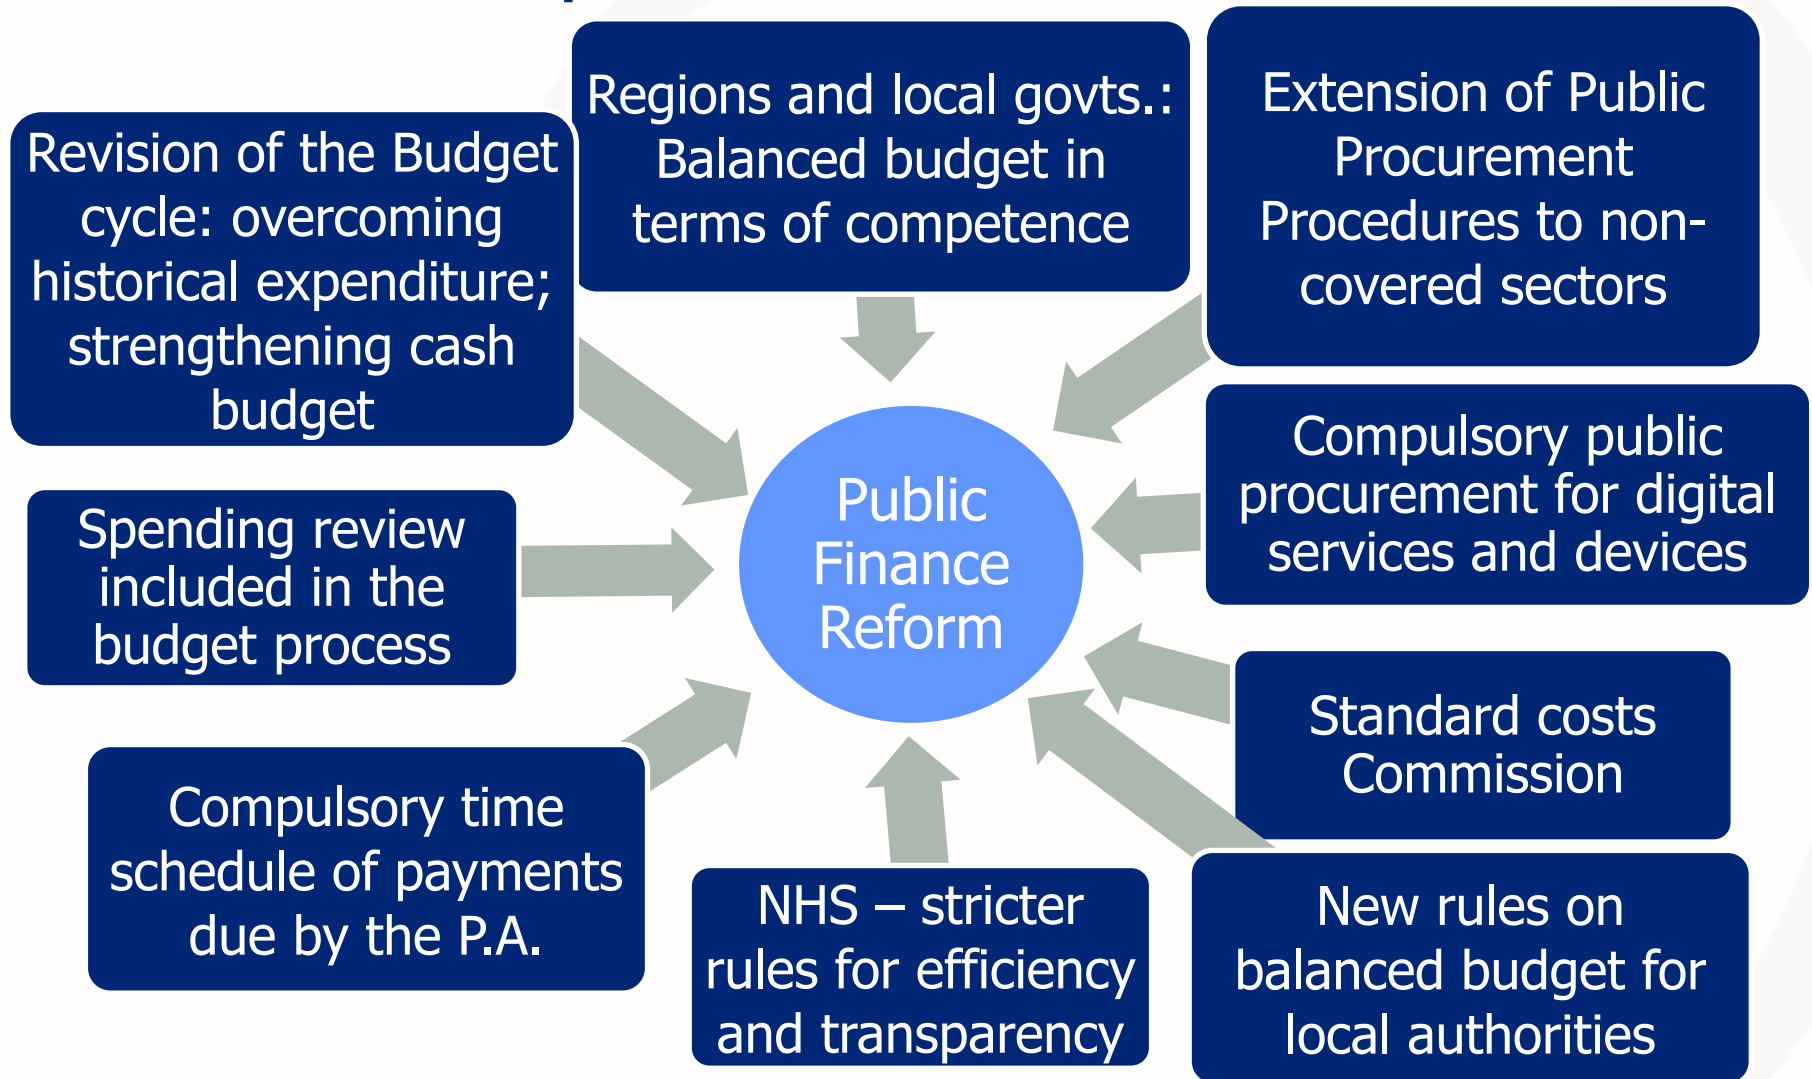 Revision of the Budget
cycle: overcoming
historical expenditure;
strengthening cash
budget
Regions and local govts.:
Balanced budget in
terms of competence
Extension of Public
Procurement
Procedures to non-
covered sectors
Compulsory public
procurement for digital
services and devices
Spending review
included in the
budget process
Public
Finance
Reform
Standard costs
Commission
Compulsory time
schedule of payments
due by the P.A.
NHS – stricter
rules for efficiency
and transparency
New rules on
balanced budget for
local authorities